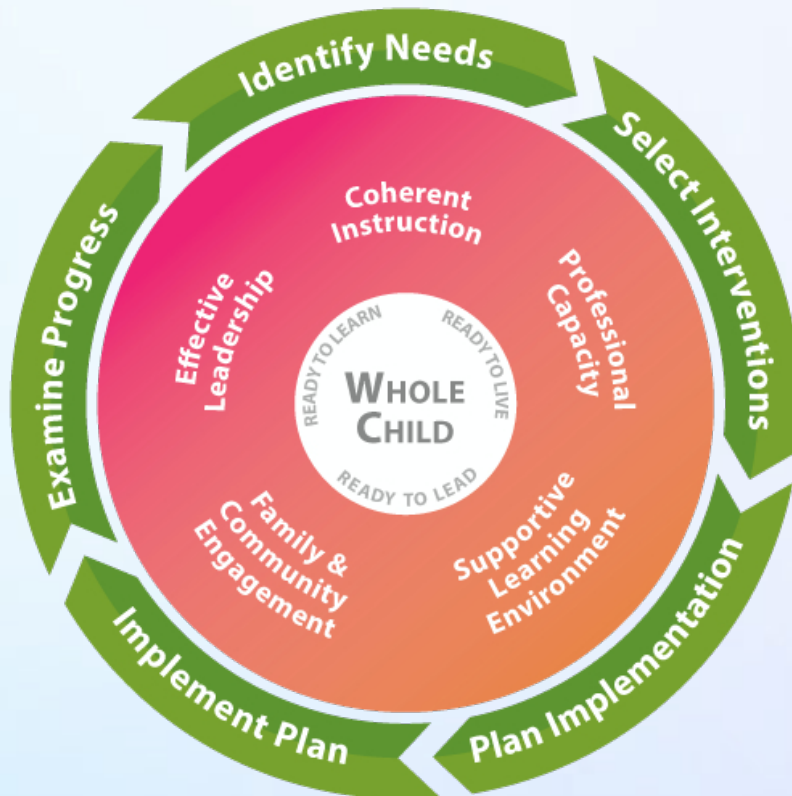 Identify Needs
Select Interventions
Plan Implementation
Implement Plan
Examine Progress
Coherent
Instruction
Professional
Capacity
Supportive
Learning
Environment
Family &
Community
Engagement
Effective
Leadership
READY TO LEARN
READY TO LIVE
READY TO LEAD
WHOLE
CHILD